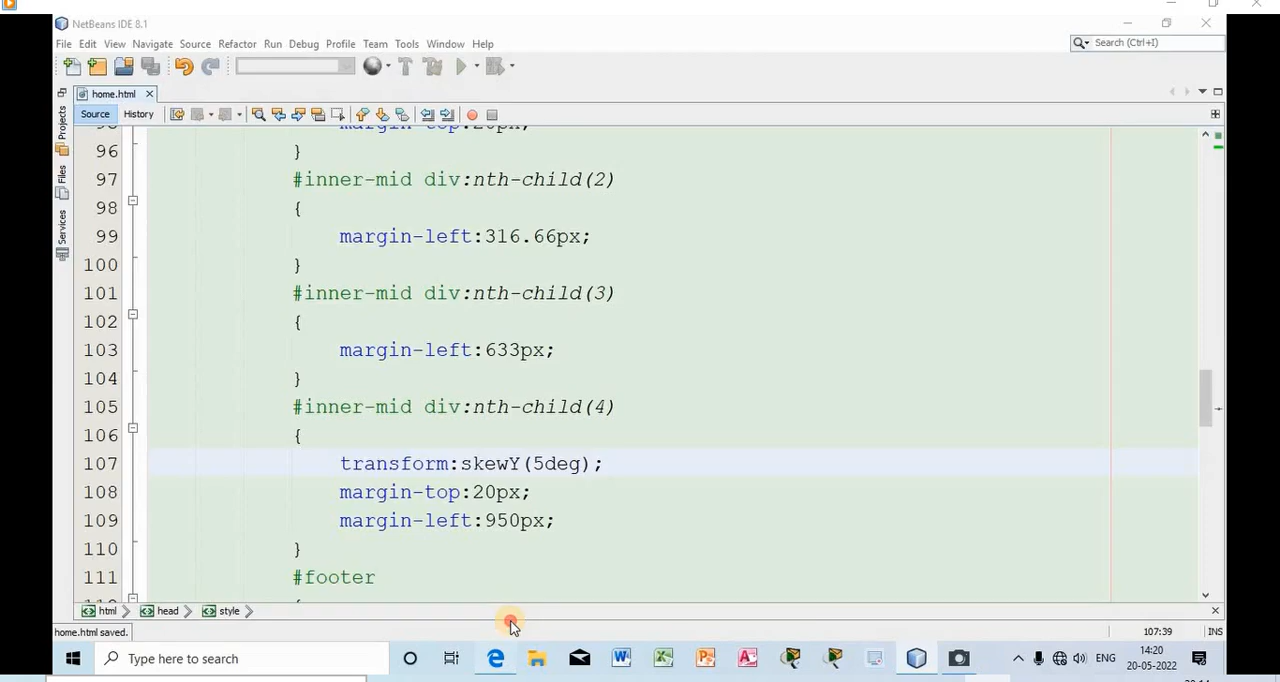 NetBeans IDE 8.1
File Edit View Navigate Source Refactor Run Debug Profile Team Tools Window Help
Search (Ctrl+I)
home.html
Source History
Projects
Files
Services
margin-top:20px;
96 }
97 #inner-mid div:nth-child(2)
98 {
99 margin-left:316.66px;
100 }
101 #inner-mid div:nth-child(3)
102 {
103 margin-left:633px;
104 }
105 #inner-mid div:nth-child(4)
106 {
107 transform:skewY(5deg);
108 margin-top:20px;
109 margin-left:950px;
110 }
111 #footer
html head style
home.html saved.
107:39 INS
Type here to search
ENG
14:20
20-05-2022